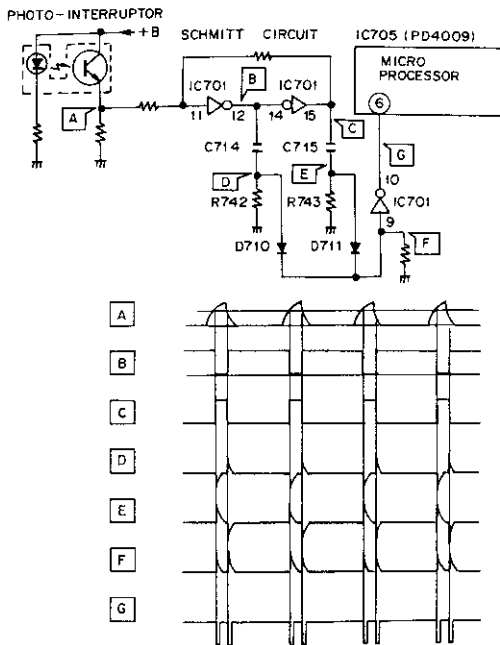 PHOTO-INTERRUPTOR
+B
SCHMITT CIRCUIT
IC705 (PD4009)
MICRO
PROCESSOR
6
A
IC701
B
IC701
11
12
14
15
C
G
C714
C715
10
D
E
IC701
R742
R743
9
F
D710
D711
A
B
C
D
E
F
G